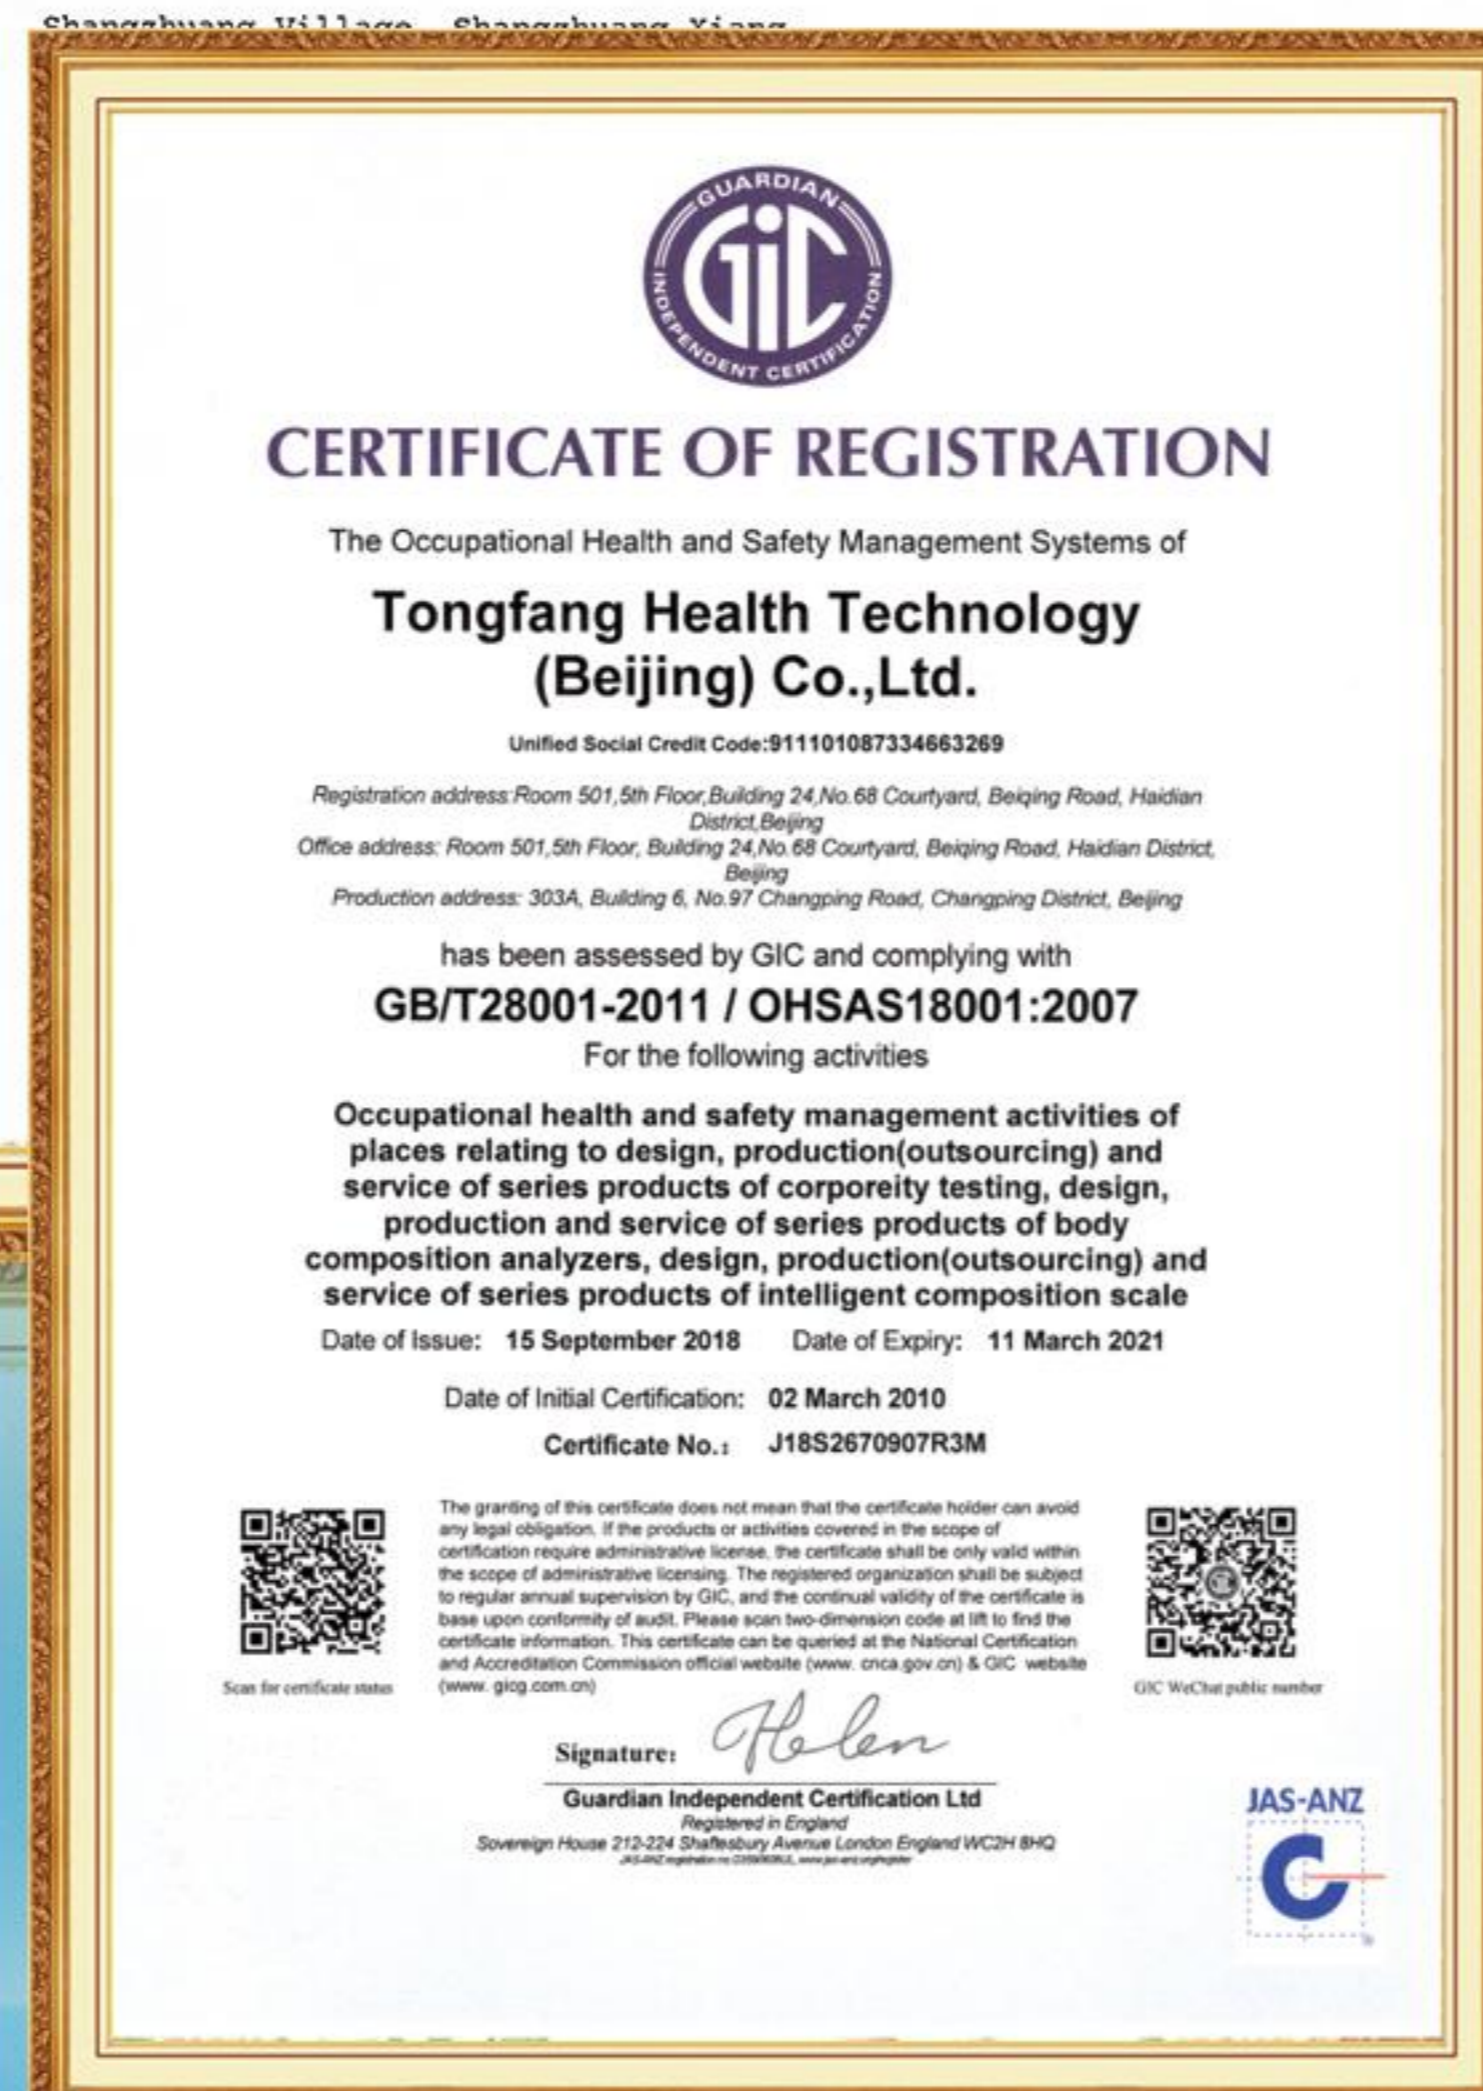 Shangzhuang Village, Shangzhuang Xiang
GUARDIAN
GiC
INDEPENDENT CERTIFICATION
CERTIFICATE OF REGISTRATION
The Occupational Health and Safety Management Systems of
Tongfang Health Technology
(Beijing) Co.,Ltd.
Unified Social Credit Code:911101087334663269
Registration address:Room 501,5th Floor,Building 24,No.68 Courtyard, Beiqing Road, Haidian
District,Beijing
Office address: Room 501,5th Floor, Building 24,No.68 Courtyard, Beiqing Road, Haidian District,
Beijing
Production address: 303A, Building 6, No.97 Changping Road, Changping District, Beijing
has been assessed by GIC and complying with
GB/T28001-2011 / OHSAS18001:2007
For the following activities
Occupational health and safety management activities of
places relating to design, production(outsourcing) and
service of series products of corporeity testing, design,
production and service of series products of body
composition analyzers, design, production(outsourcing) and
service of series products of intelligent composition scale
Date of Issue: 15 September 2018 Date of Expiry: 11 March 2021
Date of Initial Certification: 02 March 2010
Certificate No.: J18S2670907R3M
The granting of this certificate does not mean that the certificate holder can avoid
any legal obligation. If the products or activities covered in the scope of
certification require administrative license, the certificate shall be only valid within
the scope of administrative licensing. The registered organization shall be subject
to regular annual supervision by GIC, and the continual validity of the certificate is
base upon conformity of audit. Please scan two-dimension code at lift to find the
certificate information. This certificate can be queried at the National Certification
and Accreditation Commission official website (www. cnca.gov.cn) & GIC website
(www. gicg.com.cn)
Scan for certificate status
GIC WeChat public number
Signature: Helen
Guardian Independent Certification Ltd
Registered in England
Sovereign House 212-224 Shaftesbury Avenue London England WC2H 8HQ
JAS-ANZ registration no
JAS-ANZ